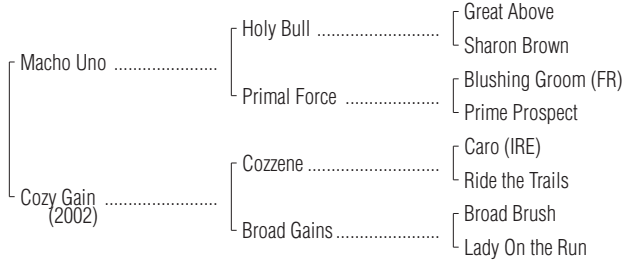 Great Above
Holy Bull ........................
Sharon Brown
Macho Uno ....................
Blushing Groom (FR)
Primal Force ..................
Prime Prospect
Caro (IRE)
Cozzene ..........................
Ride the Trails
Cozy Gain ......................
(2002)
Broad Brush
Broad Gains ....................
Lady On the Run